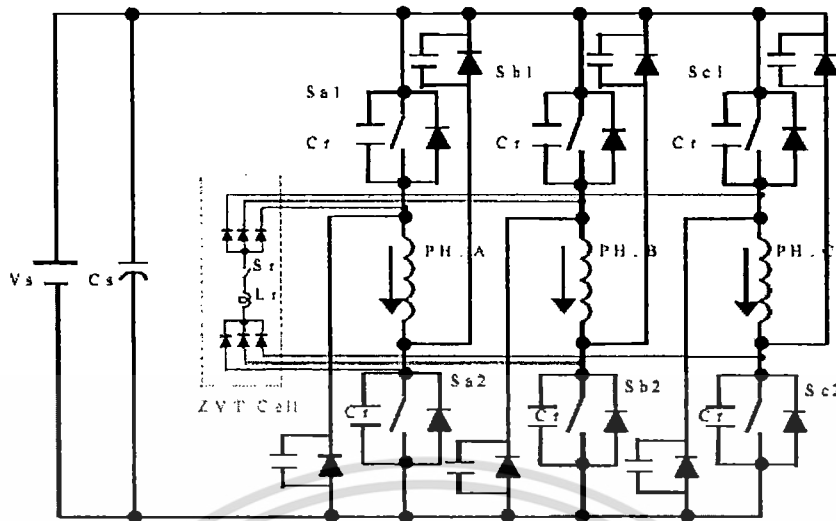 Sb1
Sc1
Sa1
Cr
Cr
Cr
PH.A
PH.B
PH.C
Sr
Vs
Cs
Lr
Sa2
Sb2
Sc2
Cr
Cr
Cr
ZVT Cell